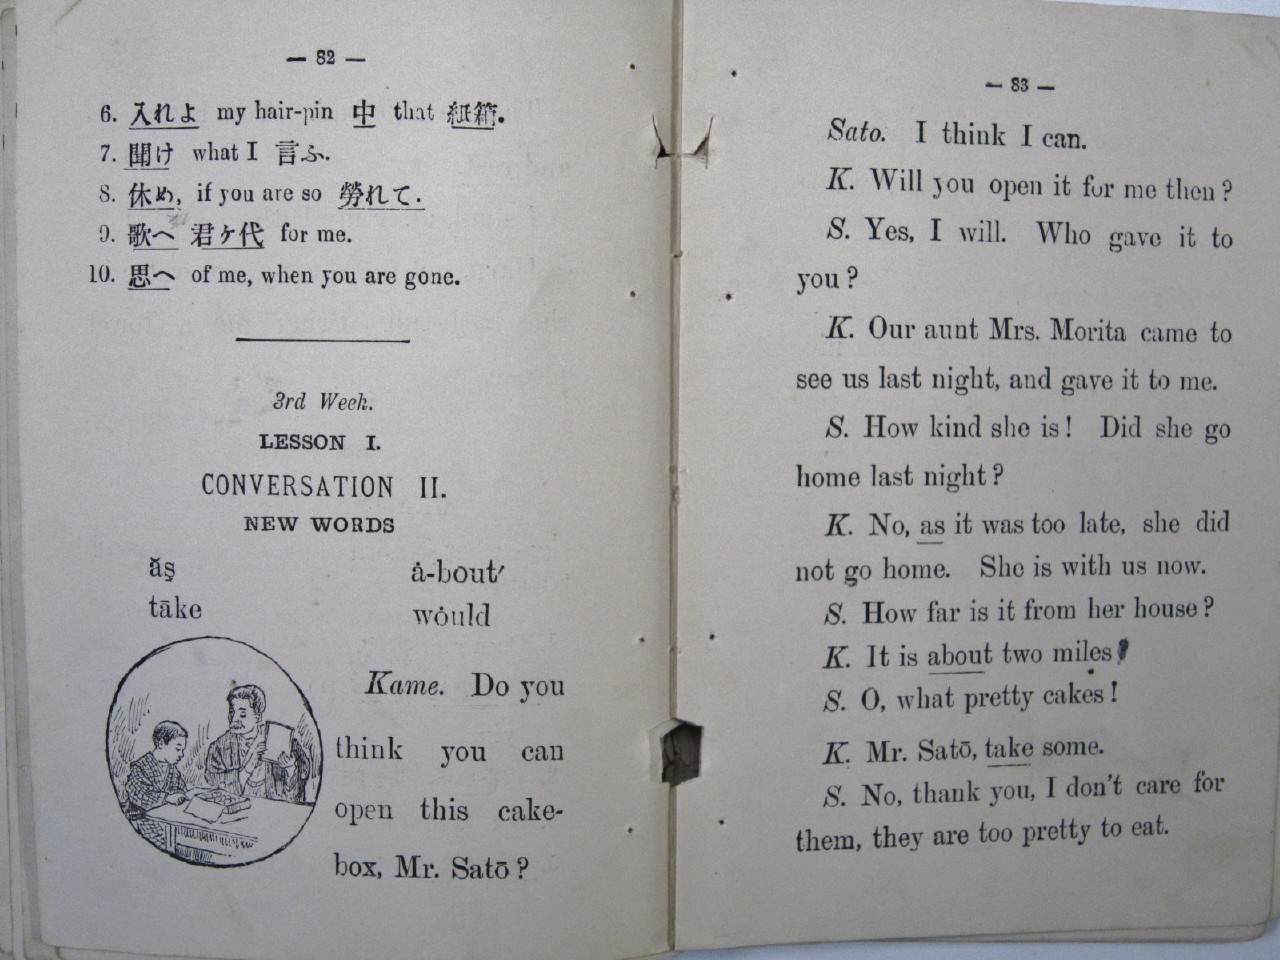 — 82 —
6. 入れよ my hair-pin 中 that 紙箱.
7. 聞け what I 言ふ.
8. 休め, if you are so 勞れて.
9. 歌へ 君ケ代 for me.
10. 思へ of me, when you are gone.
3rd Week.
LESSON I.
CONVERSATION II.
NEW WORDS
ăş ȧ-bout′
tāke wo̍uld
Kame. Do you
think you can
open this cake-
box, Mr. Satō?
— 83 —
Sato. I think I can.
K. Will you open it for me then?
S. Yes, I will. Who gave it to
you?
K. Our aunt Mrs. Morita came to
see us last night, and gave it to me.
S. How kind she is! Did she go
home last night?
K. No, as it was too late, she did
not go home. She is with us now.
S. How far is it from her house?
K. It is about two miles.
S. O, what pretty cakes!
K. Mr. Satō, take some.
S. No, thank you, I don't care for
them, they are too pretty to eat.